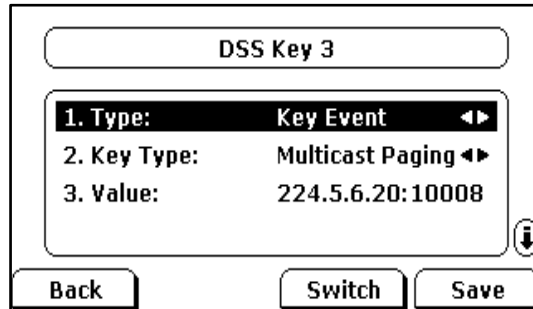 DSS Key 3
1. Type: Key Event
2. Key Type: Multicast Paging
3. Value: 224.5.6.20:10008
Back Switch Save